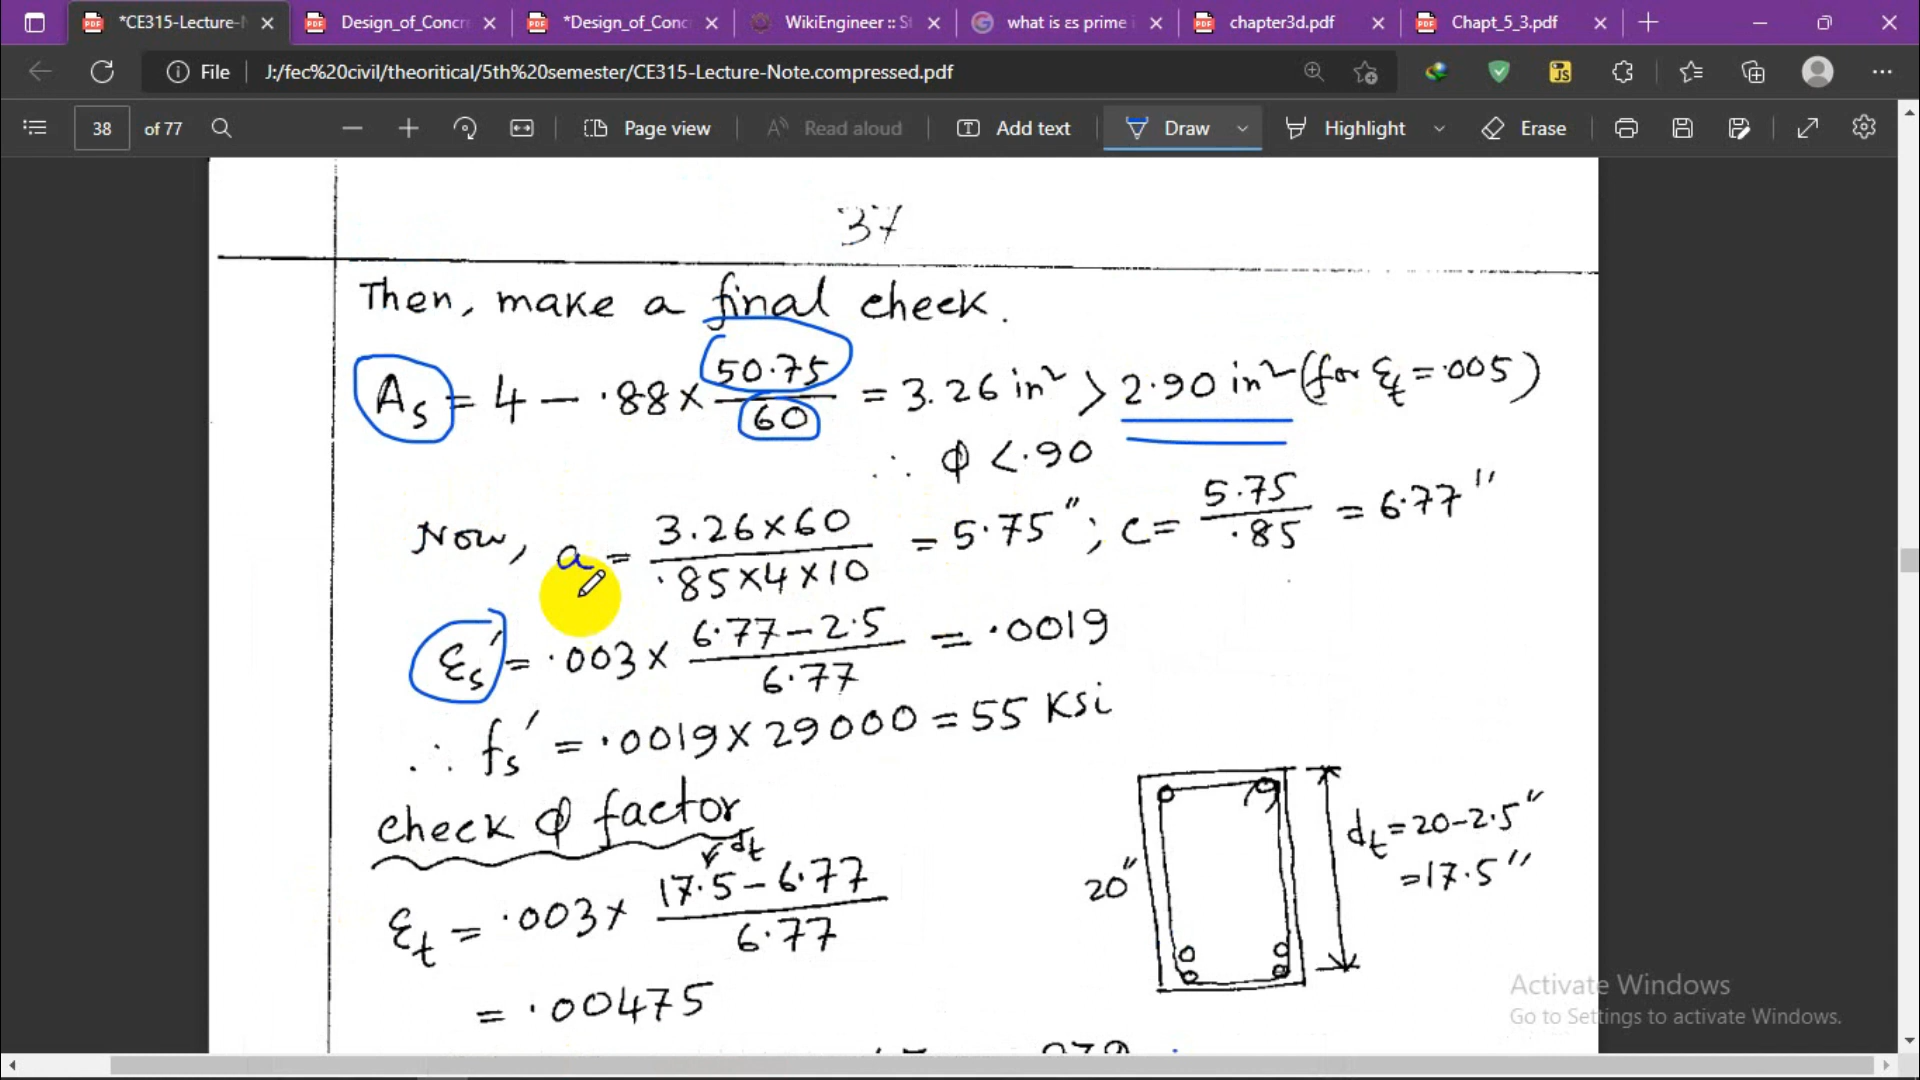 *CE315-Lecture-N
Design_of_Concr
*Design_of_Conc
WikiEngineer :: St
what is εs prime i
chapter3d.pdf
Chapt_5_3.pdf
File
J:/fec%20civil/theoritical/5th%20semester/CE315-Lecture-Note.compressed.pdf
38 of 77
Page view
Read aloud
Add text
Draw
Highlight
Erase
37
Then, make a final check.
As = 4 - .88 × 50.75/60 = 3.26 in² > 2.90 in² (for εt = .005)
∴ φ < .90
Now, a = 3.26×60/.85×4×10 = 5.75"; c = 5.75/.85 = 6.77"
εs' = .003 × 6.77-2.5/6.77 = .0019
∴ fs' = .0019 × 29000 = 55 Ksi
Check φ factor
dt
εt = .003 × 17.5-6.77/6.77
= .00475
20"
dt = 20-2.5"
= 17.5"
Activate Windows
Go to Settings to activate Windows.